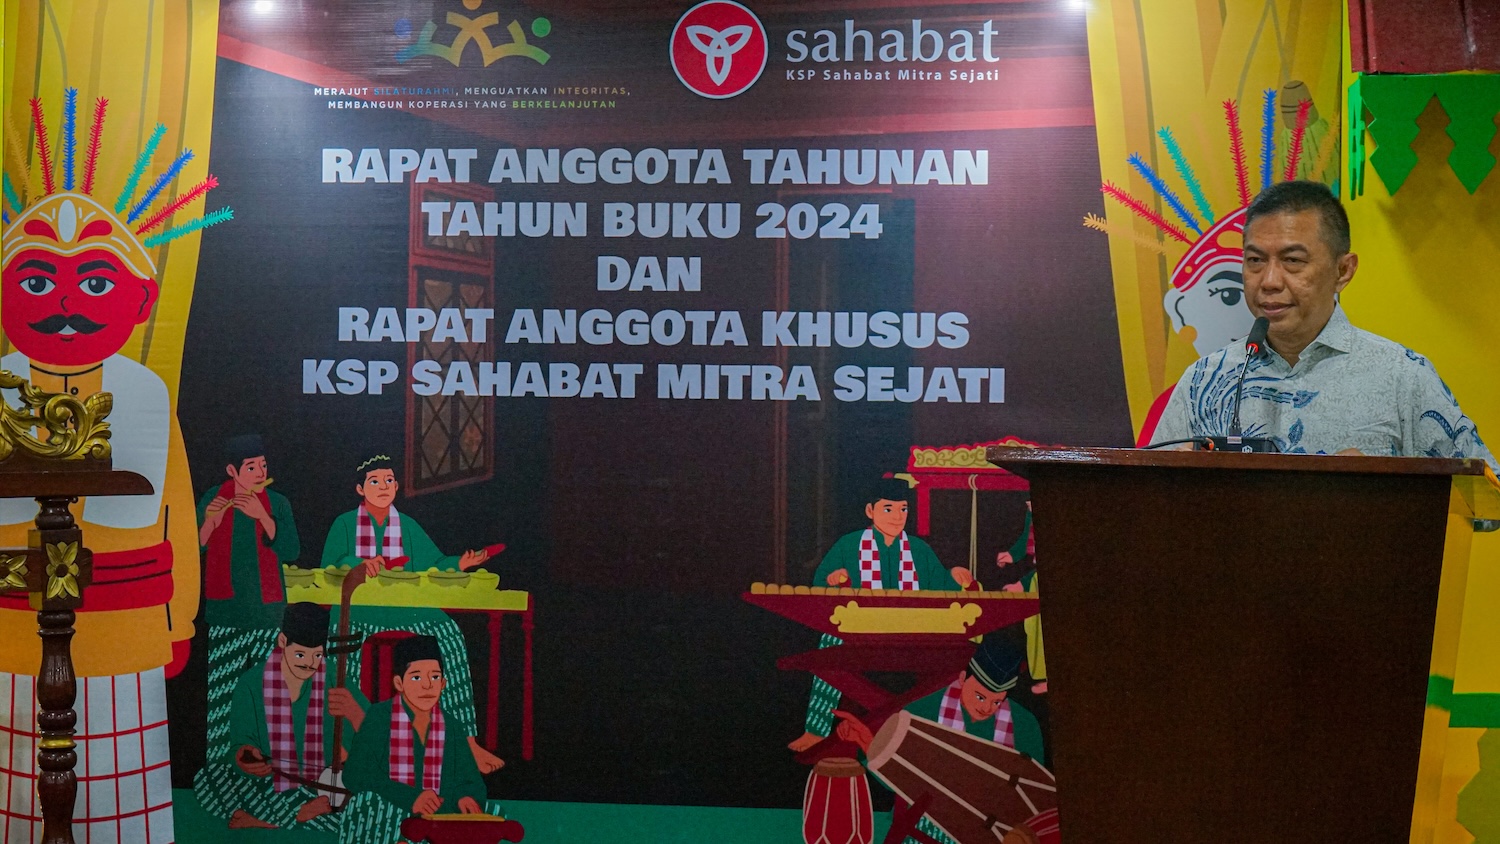 sahabat
KSP Sahabat Mitra Sejati
MERAJUT SILATURAHMI, MENGUATKAN INTEGRITAS,
MEMBANGUN KOPERASI YANG BERKELANJUTAN
RAPAT ANGGOTA TAHUNAN
TAHUN BUKU 2024
DAN
RAPAT ANGGOTA KHUSUS
KSP SAHABAT MITRA SEJATI